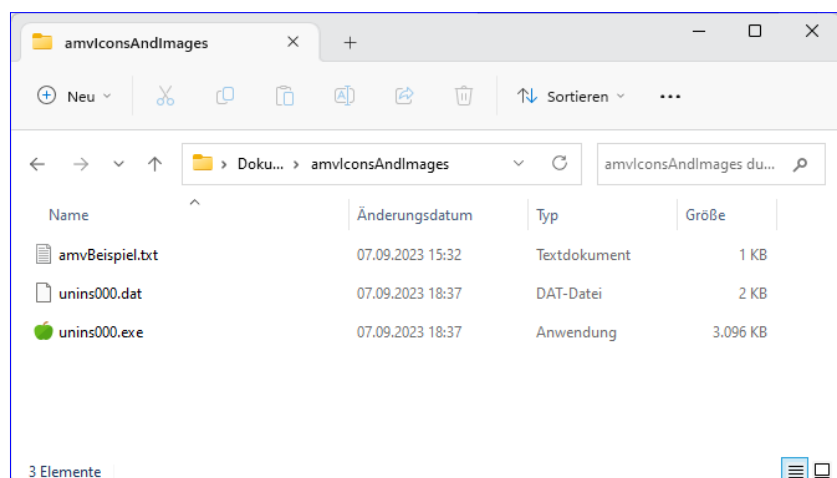 amvIconsAndImages
Neu
Sortieren
Doku... > amvIconsAndImages
amvIconsAndImages du...
Name Änderungsdatum Typ Größe
amvBeispiel.txt 07.09.2023 15:32 Textdokument 1 KB
unins000.dat 07.09.2023 18:37 DAT-Datei 2 KB
unins000.exe 07.09.2023 18:37 Anwendung 3.096 KB
3 Elemente